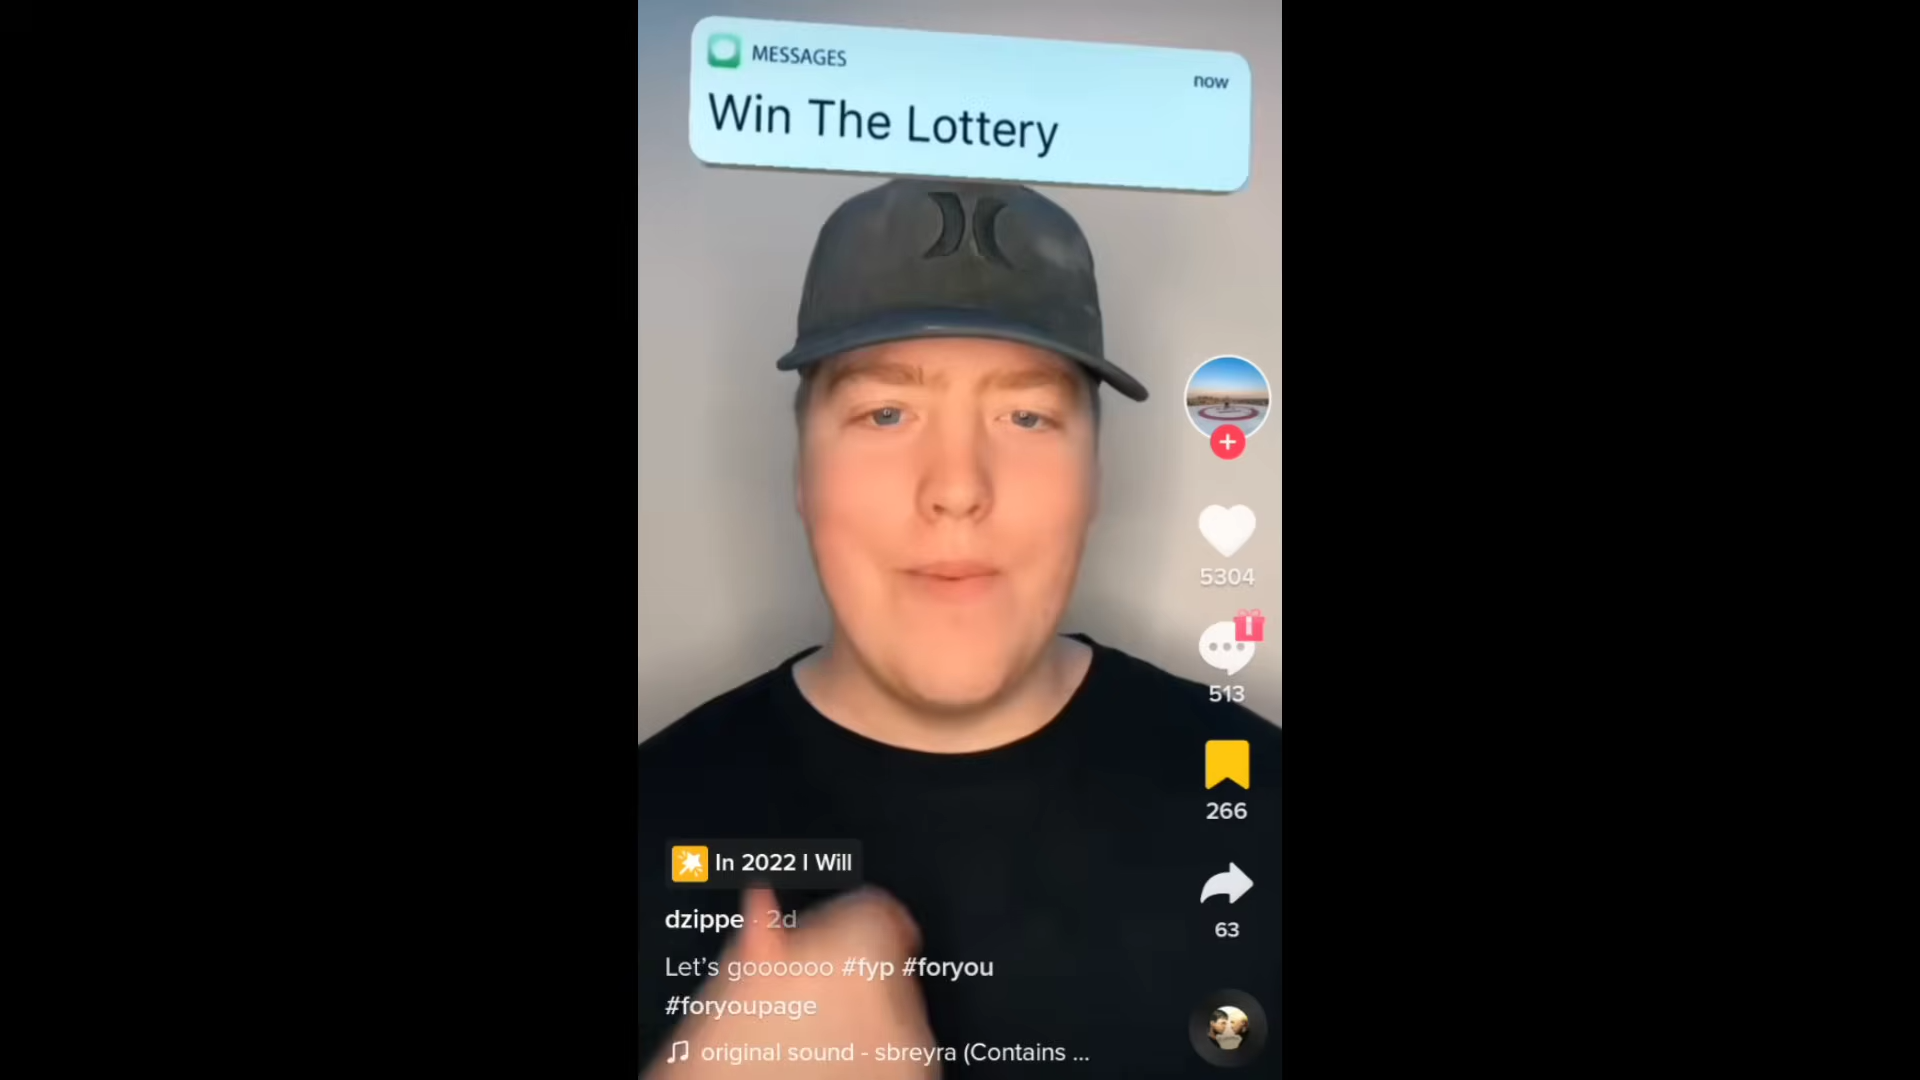 MESSAGES
now
Win The Lottery
5304
513
266
In 2022 I Will
dzippe · 2d
63
Let’s goooooo #fyp #foryou
#foryoupage
original sound - sbreyra (Contains ...